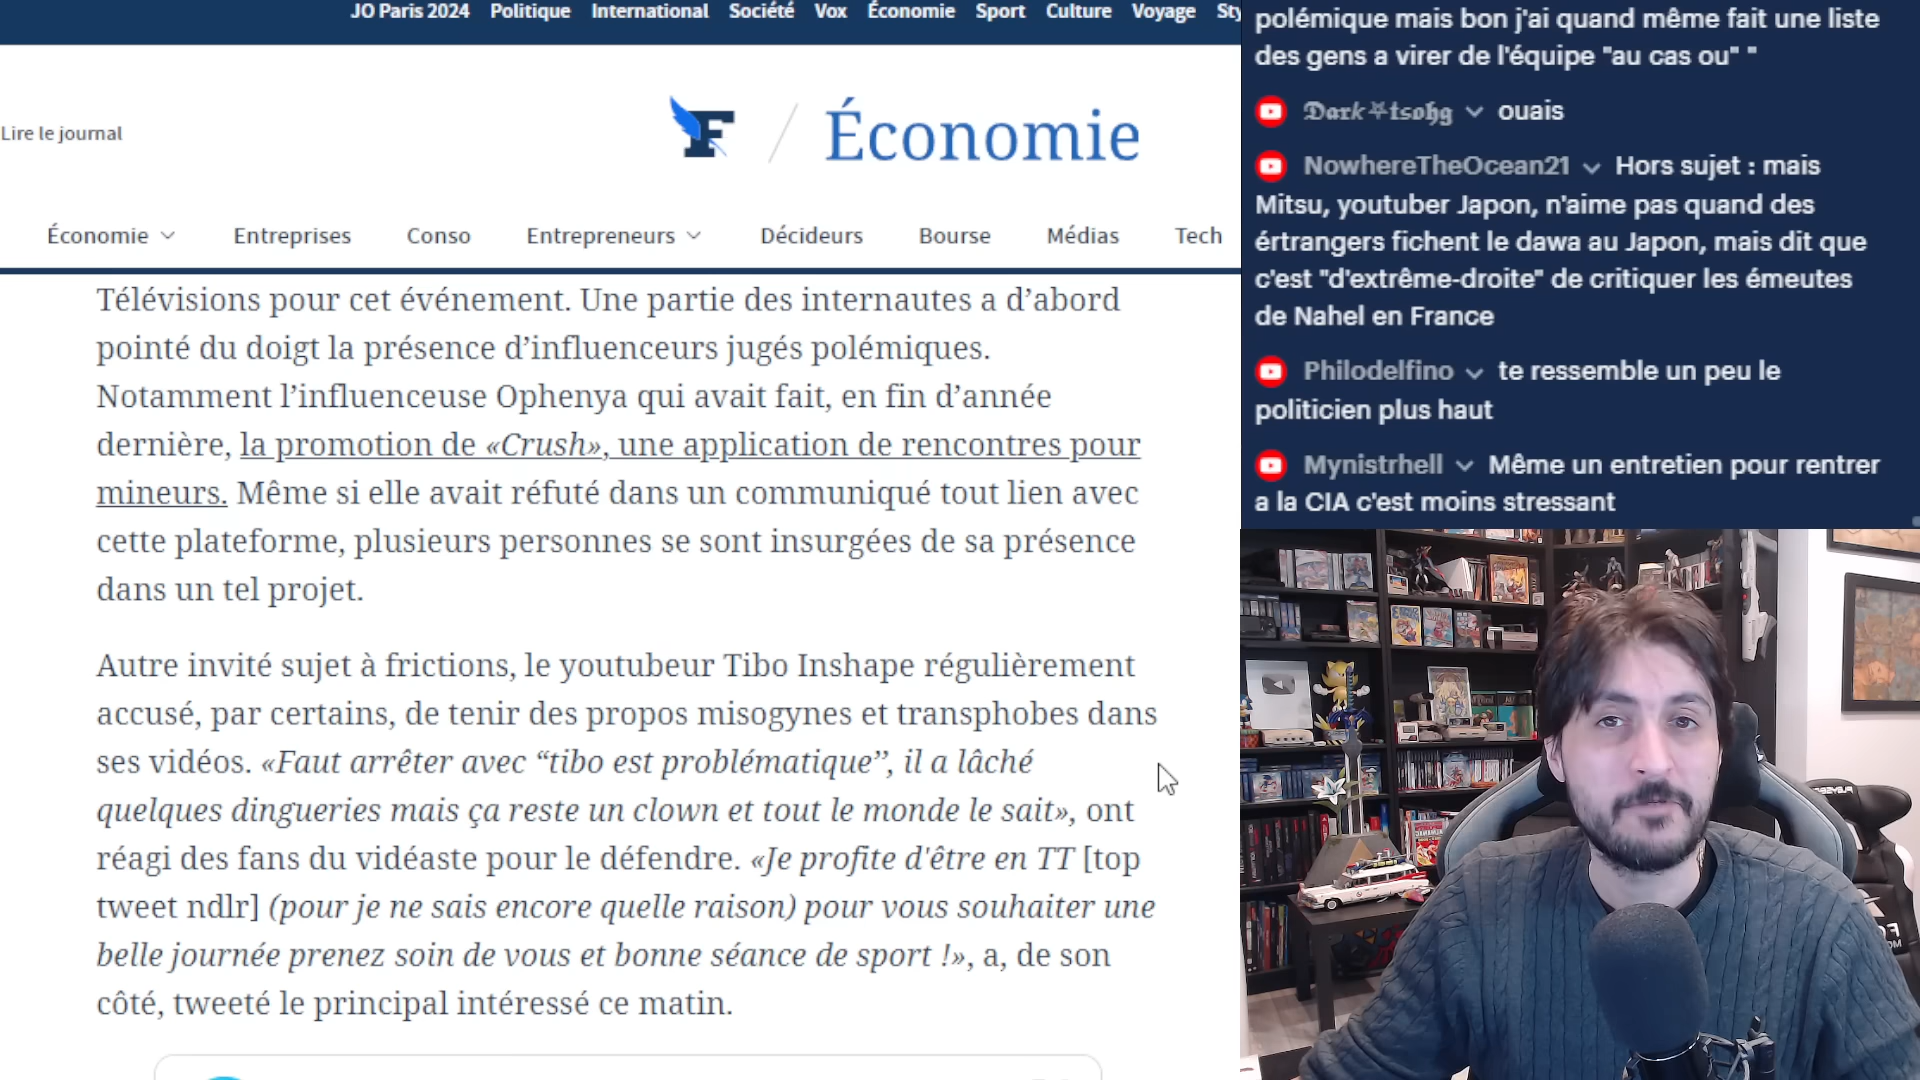 JO Paris 2024 Politique International Société Vox Économie Sport Culture Voyage Sty
Lire le journal
F / Économie
Économie Entreprises Conso Entrepreneurs Décideurs Bourse Médias Tech
Télévisions pour cet événement. Une partie des internautes a d’abord
pointé du doigt la présence d’influenceurs jugés polémiques.
Notamment l’influenceuse Ophenya qui avait fait, en fin d’année
dernière, la promotion de «Crush», une application de rencontres pour
mineurs. Même si elle avait réfuté dans un communiqué tout lien avec
cette plateforme, plusieurs personnes se sont insurgées de sa présence
dans un tel projet.
Autre invité sujet à frictions, le youtubeur Tibo Inshape régulièrement
accusé, par certains, de tenir des propos misogynes et transphobes dans
ses vidéos. «Faut arrêter avec “tibo est problématique”, il a lâché
quelques dingueries mais ça reste un clown et tout le monde le sait», ont
réagi des fans du vidéaste pour le défendre. «Je profite d'être en TT [top
tweet ndlr] (pour je ne sais encore quelle raison) pour vous souhaiter une
belle journée prenez soin de vous et bonne séance de sport !», a, de son
côté, tweeté le principal intéressé ce matin.
polémique mais bon j'ai quand même fait une liste
des gens a virer de l'équipe "au cas ou" "
𝕯𝖆𝖗𝖐⛧𝖙𝖘𝖔𝖍𝖌 ouais
NowhereTheOcean21 Hors sujet : mais
Mitsu, youtuber Japon, n'aime pas quand des
értrangers fichent le dawa au Japon, mais dit que
c'est "d'extrême-droite" de critiquer les émeutes
de Nahel en France
Philodelfino te ressemble un peu le
politicien plus haut
Mynistrhell Même un entretien pour rentrer
a la CIA c'est moins stressant